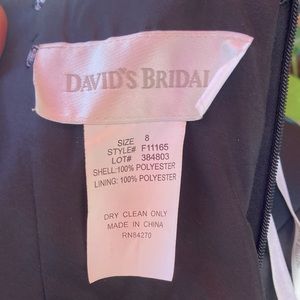 DAVID'S BRIDAL
SIZE 8
STYLE# F11165
LOT# 384803
SHELL:100% POLYESTER
LINING: 100% POLYESTER
DRY CLEAN ONLY
MADE IN CHINA
RN84270